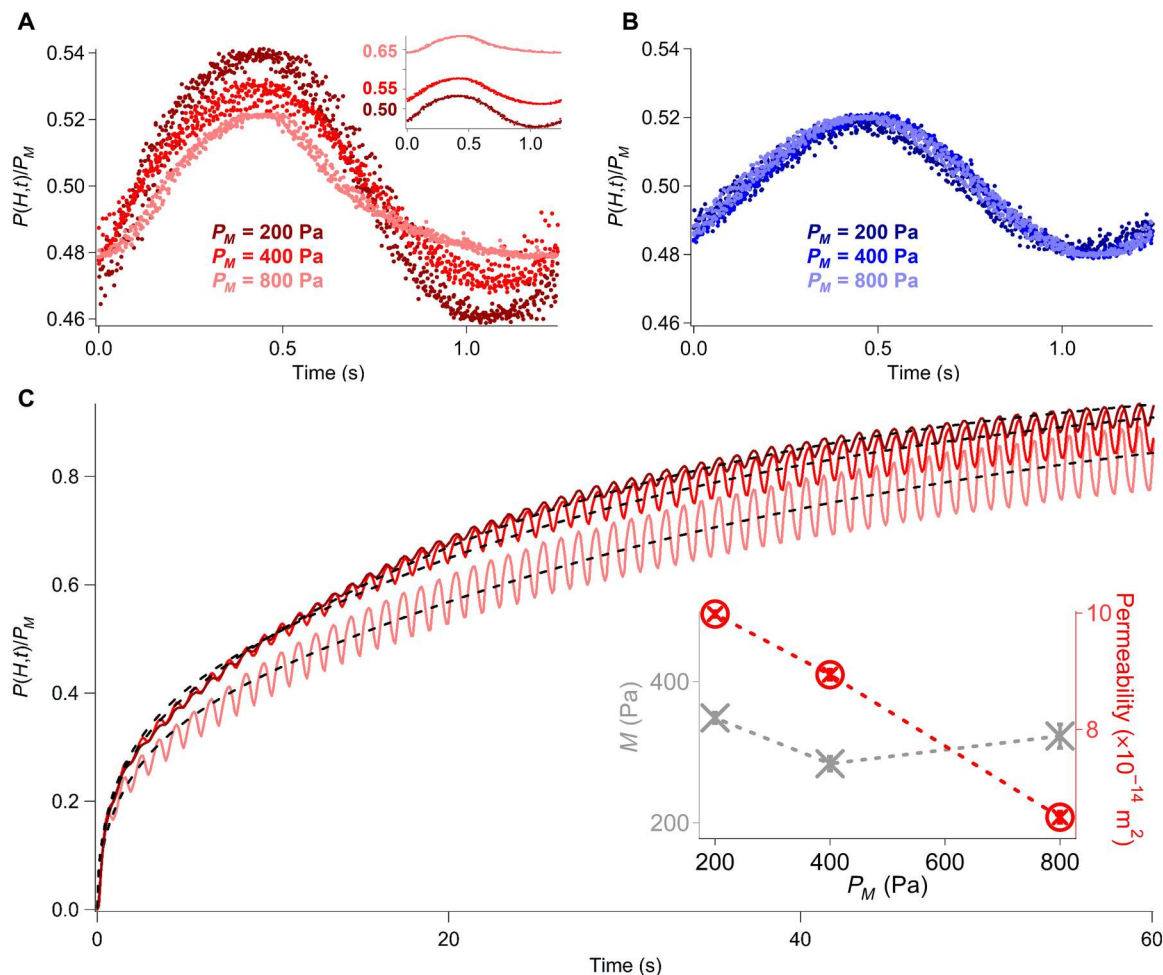 A
0.54
0.52
0.50
0.48
0.46
P(H,t)/P_M
0.0
0.5
1.0
Time (s)
P_M = 200 Pa
P_M = 400 Pa
P_M = 800 Pa
0.65
0.55
0.50
0.0
0.5
1.0
B
0.54
0.52
0.50
0.48
0.46
P(H,t)/P_M
0.0
0.5
1.0
Time (s)
P_M = 200 Pa
P_M = 400 Pa
P_M = 800 Pa
C
0.8
0.6
0.4
0.2
0.0
P(H,t)/P_M
0
20
40
60
Time (s)
400
200
M (Pa)
10
8
Permeability (×10⁻¹⁴ m²)
200
400
600
800
P_M (Pa)